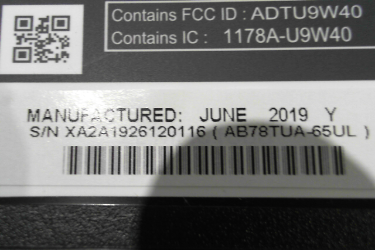 Contains FCC ID : ADTU9W40
Contains IC : 1178A-U9W40
MANUFACTURED: JUNE 2019 Y
S/N XA2A1926120116 ( AB78TUA-65UL )